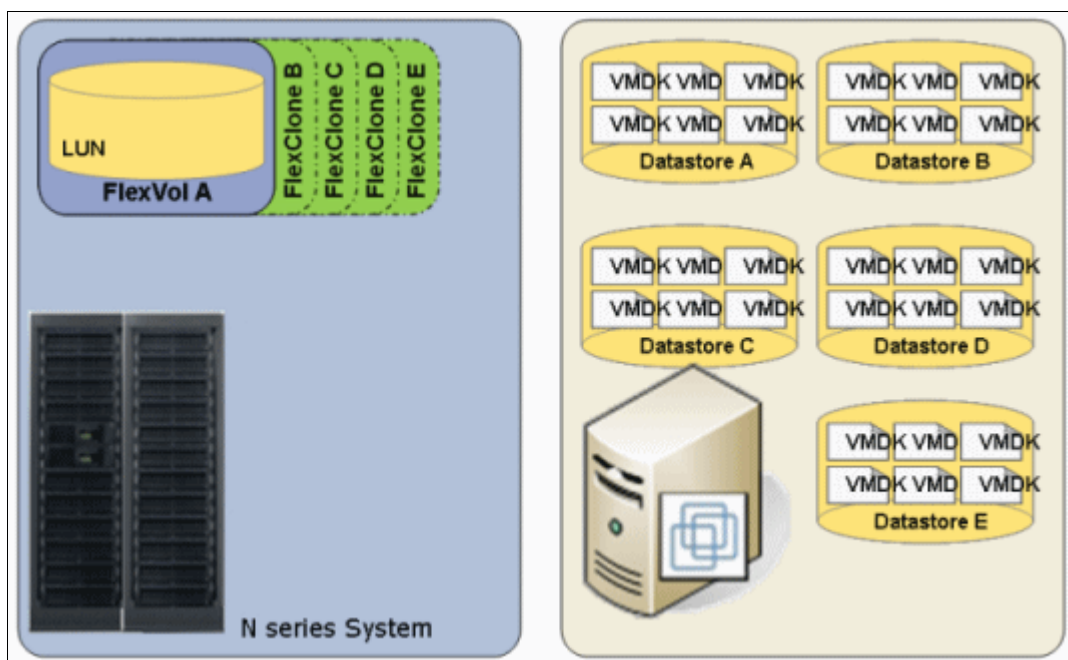 LUN
FlexVol A
FlexClone B
FlexClone C
FlexClone D
FlexClone E
N series System
VMDK VMD VMDK
VMDK VMD VMDK
Datastore A
VMDK VMD VMDK
VMDK VMD VMDK
Datastore B
VMDK VMD VMDK
VMDK VMD VMDK
Datastore C
VMDK VMD VMDK
VMDK VMD VMDK
Datastore D
VMDK VMD VMDK
VMDK VMD VMDK
Datastore E